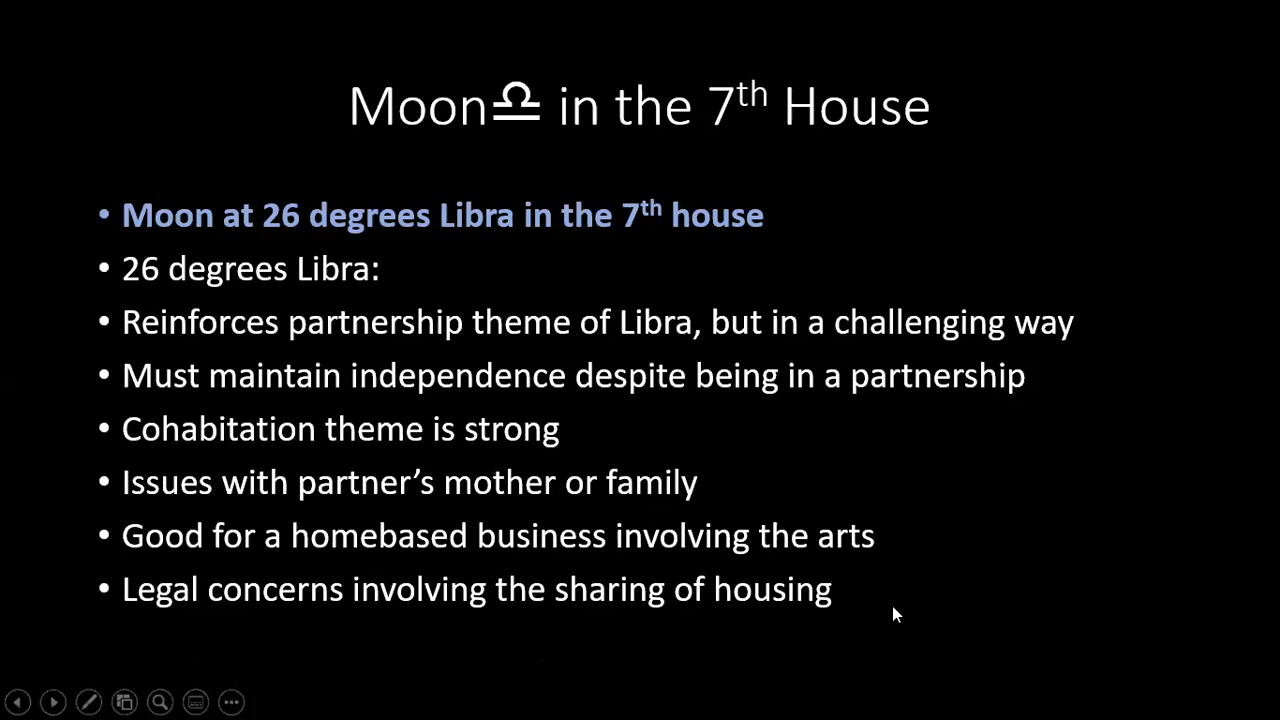 Moon♎ in the 7th House
• Moon at 26 degrees Libra in the 7th house
• 26 degrees Libra:
• Reinforces partnership theme of Libra, but in a challenging way
• Must maintain independence despite being in a partnership
• Cohabitation theme is strong
• Issues with partner’s mother or family
• Good for a homebased business involving the arts
• Legal concerns involving the sharing of housing